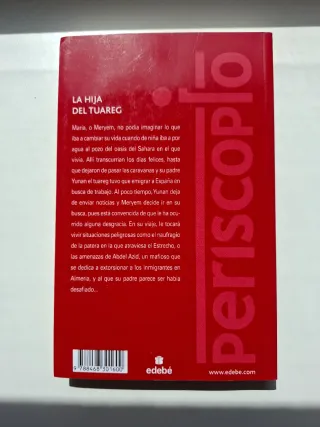 LA HIJA
DEL TUAREG
María, o Meryem, no podía imaginar lo que
iba a cambiar su vida cuando de niña iba a por
agua al pozo del oasis del Sahara en el que
vivía. Allí transcurrían los días felices, hasta
que dejaron de pasar las caravanas y su padre
Yunan el tuareg tuvo que emigrar a España en
busca de trabajo. Al poco tiempo, Yunan deja
de enviar noticias y Meryem decide ir en su
busca, pues está convencida de que le ha ocu-
rrido alguna desgracia. En su viaje, le tocará
vivir situaciones peligrosas como el naufragio
de la patera en la que atraviesa el Estrecho, o
las amenazas de Abdel Azid, un mafioso que
se dedica a extorsionar a los inmigrantes en
Almería, y al que su padre parece ser había
desafiado...
periscopio
9 788468 301600
edebé
www.edebe.com